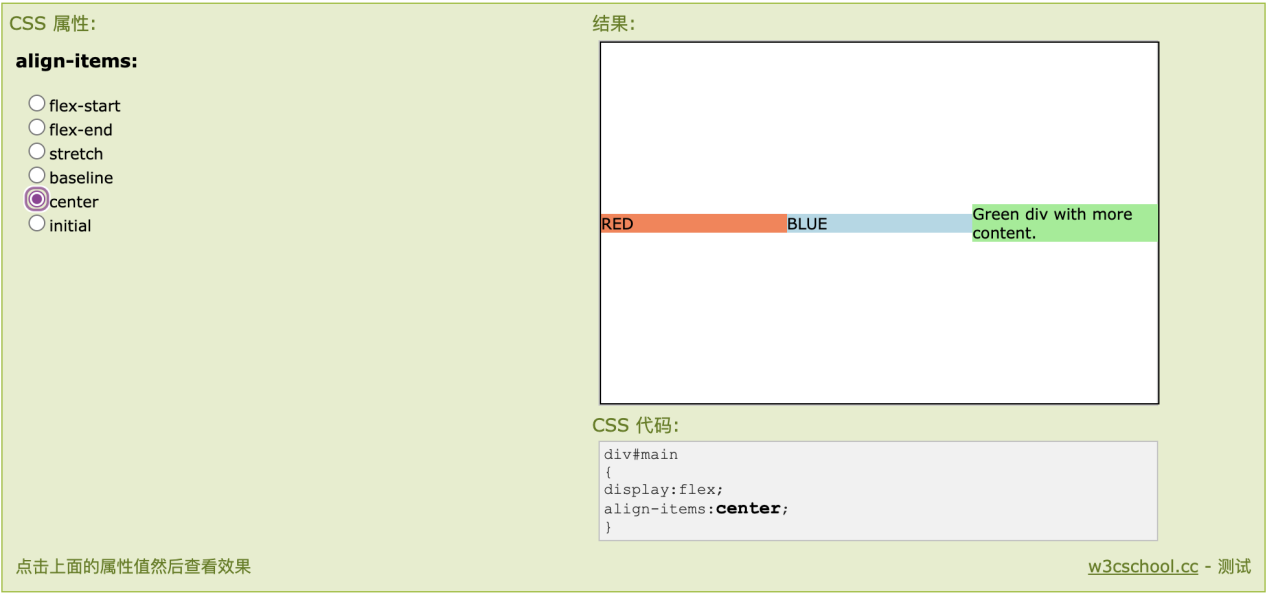 CSS 属性:
align-items:
flex-start
flex-end
stretch
baseline
center
initial
结果:
RED
BLUE
Green div with more
content.
CSS 代码:
div#main
{
display:flex;
align-items:center;
}
点击上面的属性值然后查看效果
w3cschool.cc - 测试